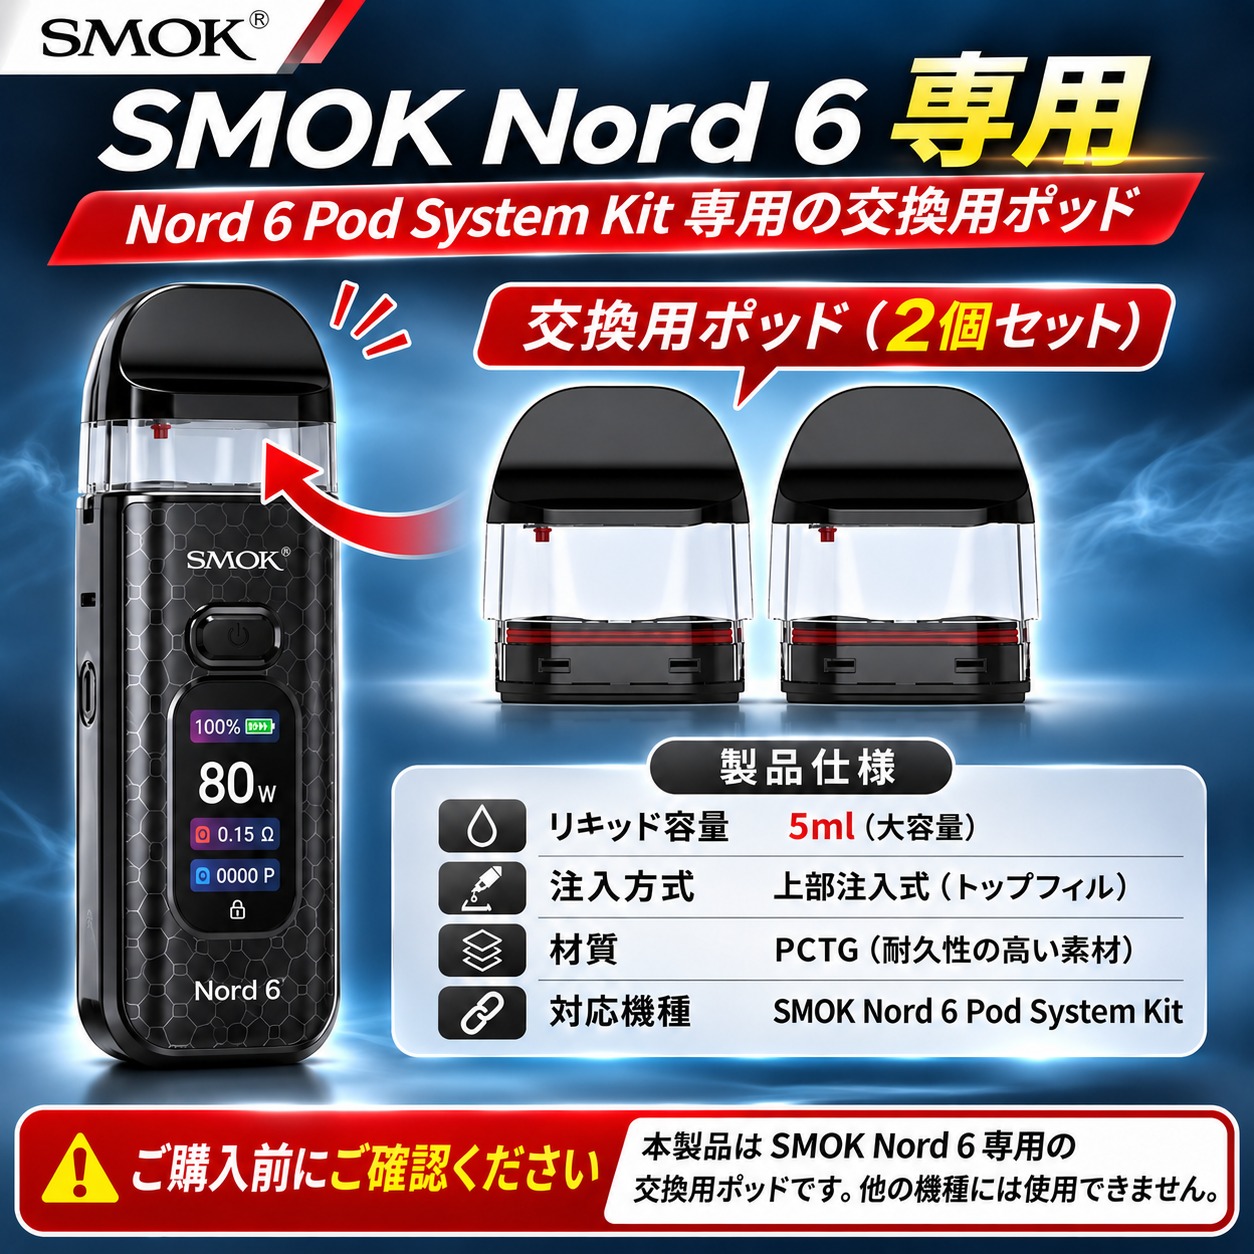 SMOK®
SMOK Nord 6 専用
Nord 6 Pod System Kit 専用の交換用ポッド
交換用ポッド（2個セット）
SMOK®
100%
80W
0.15 Ω
0000 P
Nord 6
製品仕様
リキッド容量 5ml（大容量）
注入方式 上部注入式（トップフィル）
材質 PCTG（耐久性の高い素材）
対応機種 SMOK Nord 6 Pod System Kit
ご購入前にご確認ください
本製品は SMOK Nord 6 専用の
交換用ポッドです。他の機種には使用できません。